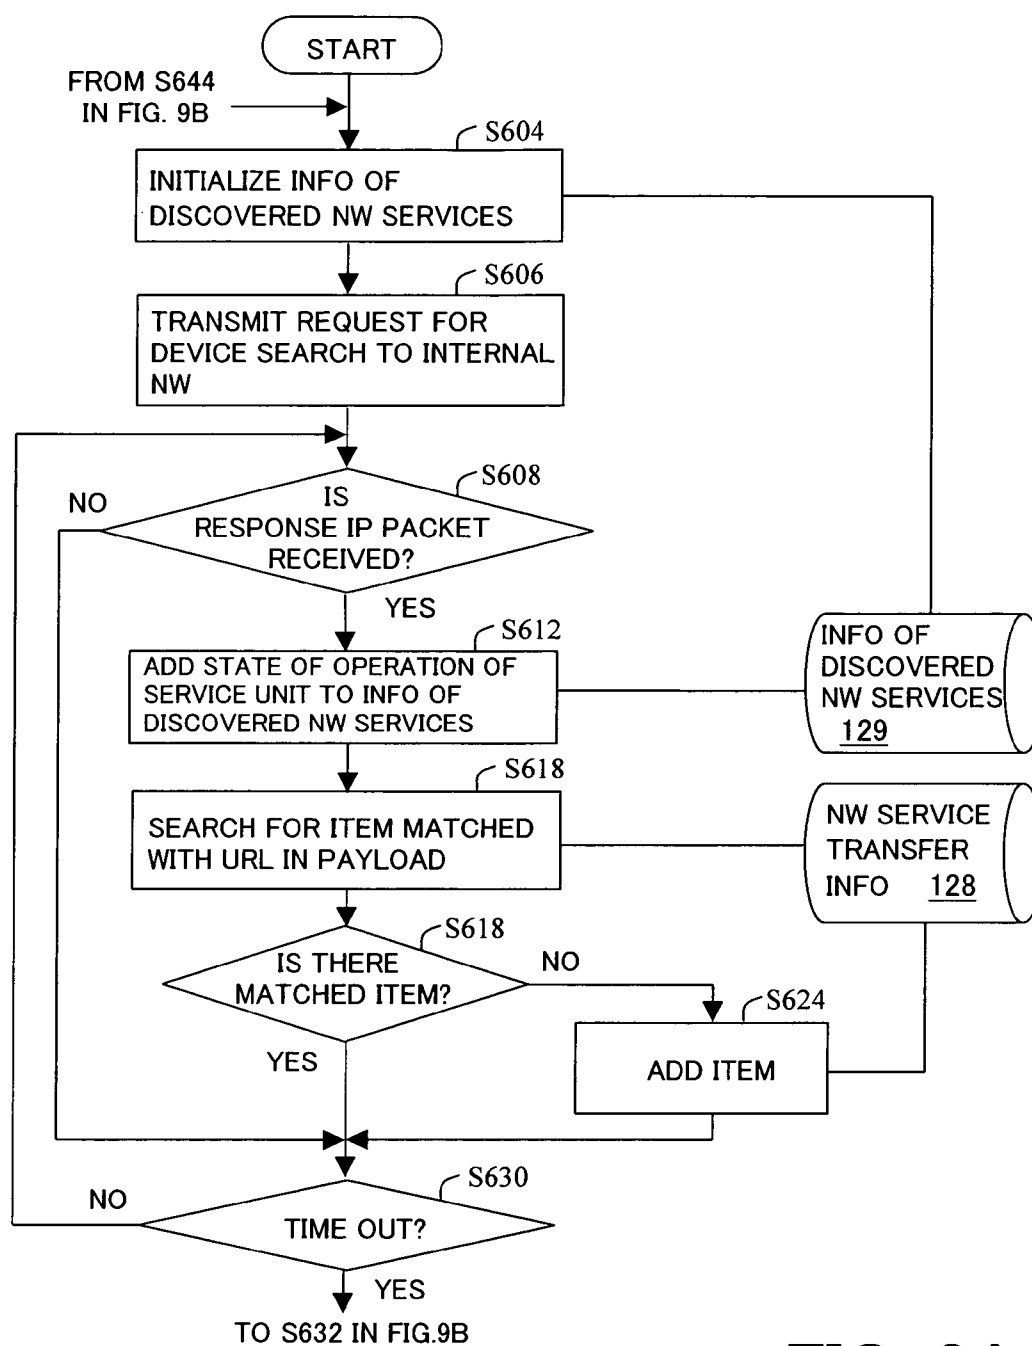 START
FROM S644
IN FIG. 9B
S604
INITIALIZE INFO OF
DISCOVERED NW SERVICES
S606
TRANSMIT REQUEST FOR
DEVICE SEARCH TO INTERNAL
NW
S608
NO
IS
RESPONSE IP PACKET
RECEIVED?
YES
S612
ADD STATE OF OPERATION OF
SERVICE UNIT TO INFO OF
DISCOVERED NW SERVICES
INFO OF
DISCOVERED
NW SERVICES
129
S618
SEARCH FOR ITEM MATCHED
WITH URL IN PAYLOAD
NW SERVICE
TRANSFER
INFO 128
S618
IS THERE
MATCHED ITEM?
NO
YES
S624
ADD ITEM
S630
NO
TIME OUT?
YES
TO S632 IN FIG.9B